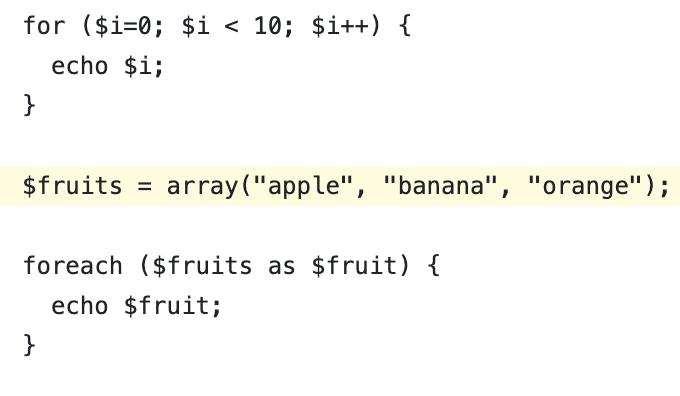 for ($i=0; $i < 10; $i++) {
  echo $i;
}
$fruits = array("apple", "banana", "orange");
foreach ($fruits as $fruit) {
  echo $fruit;
}